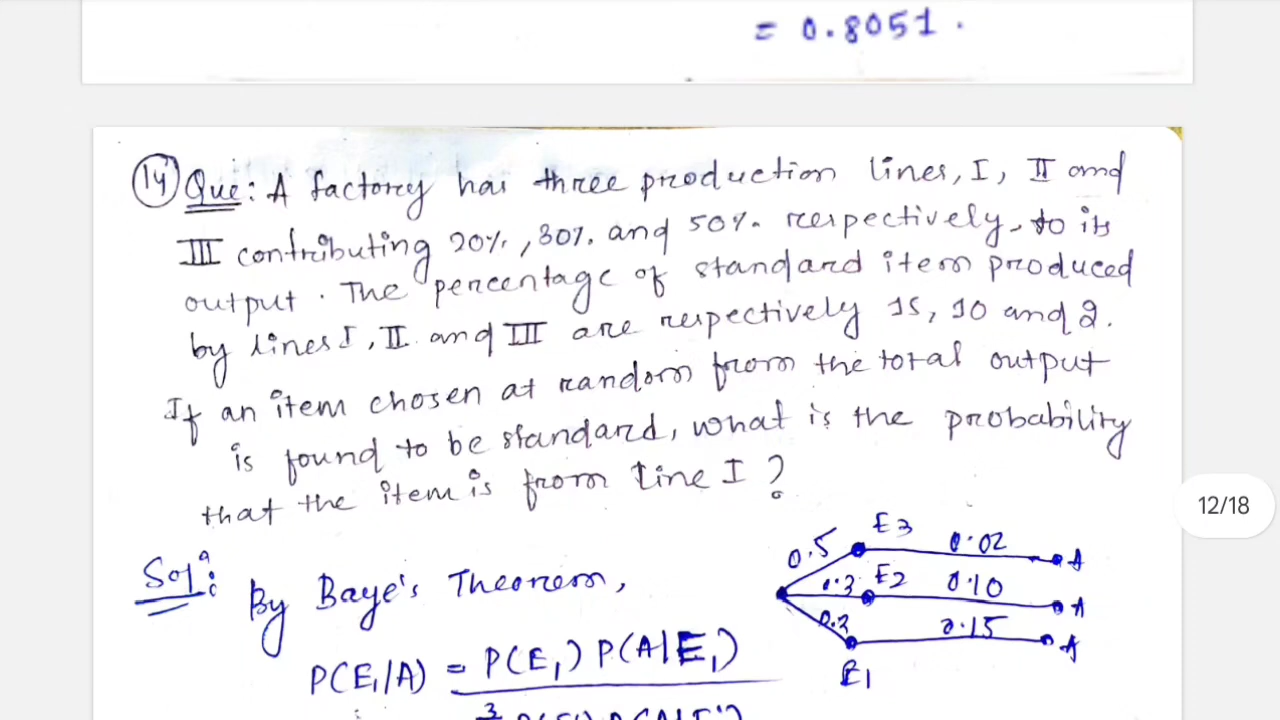 = 0.8051.
(14) Que: A factory has three production lines, I, II and
III contributing 20%, 30%. and 50% respectively, to its
output. The percentage of standard item produced
by lines I, II and III are respectively 15, 10 and 2.
If an item chosen at random from the total output
is found to be standard, what is the probability
that the item is from Line I?
12/18
0.5 E3 0.02 A
0.3 E2 0.10 A
0.2 0.15 A
E1
Sol:
By Baye's Theorem,
P(E₁/A) = P(E₁) P(A|E₁)
3